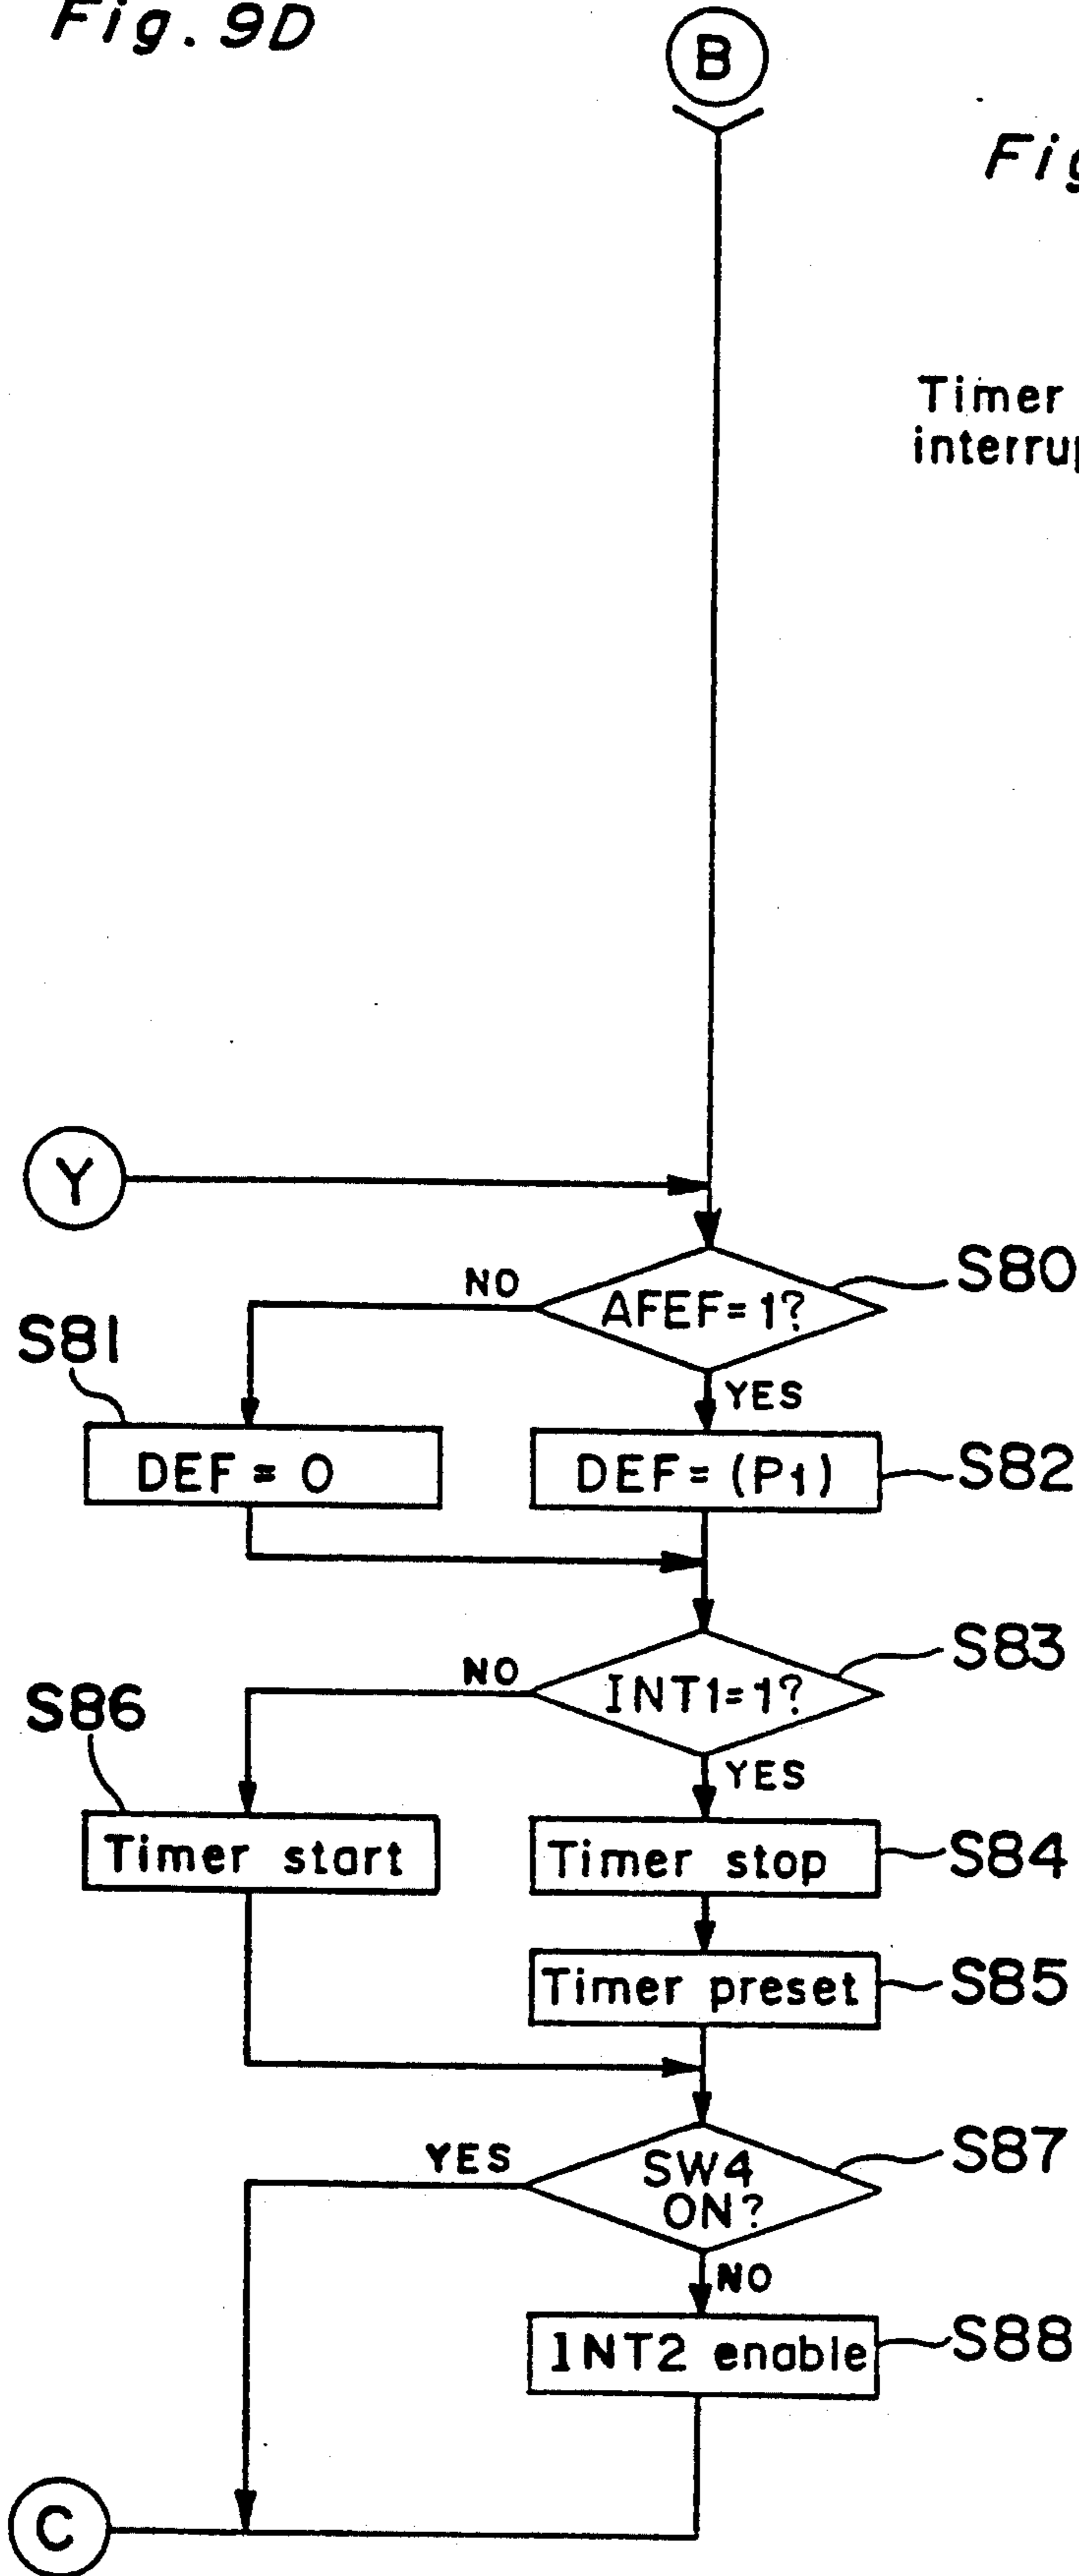 Fig. 9D
B
Timer
Y
S80
NO
AFEF=1?
S81
YES
DEF = 0
DEF=(P1)
S82
S83
NO
INT1=1?
S86
YES
Timer start
Timer stop
S84
Timer preset
S85
S87
YES
SW4
ON?
NO
INT2 enable
S88
C